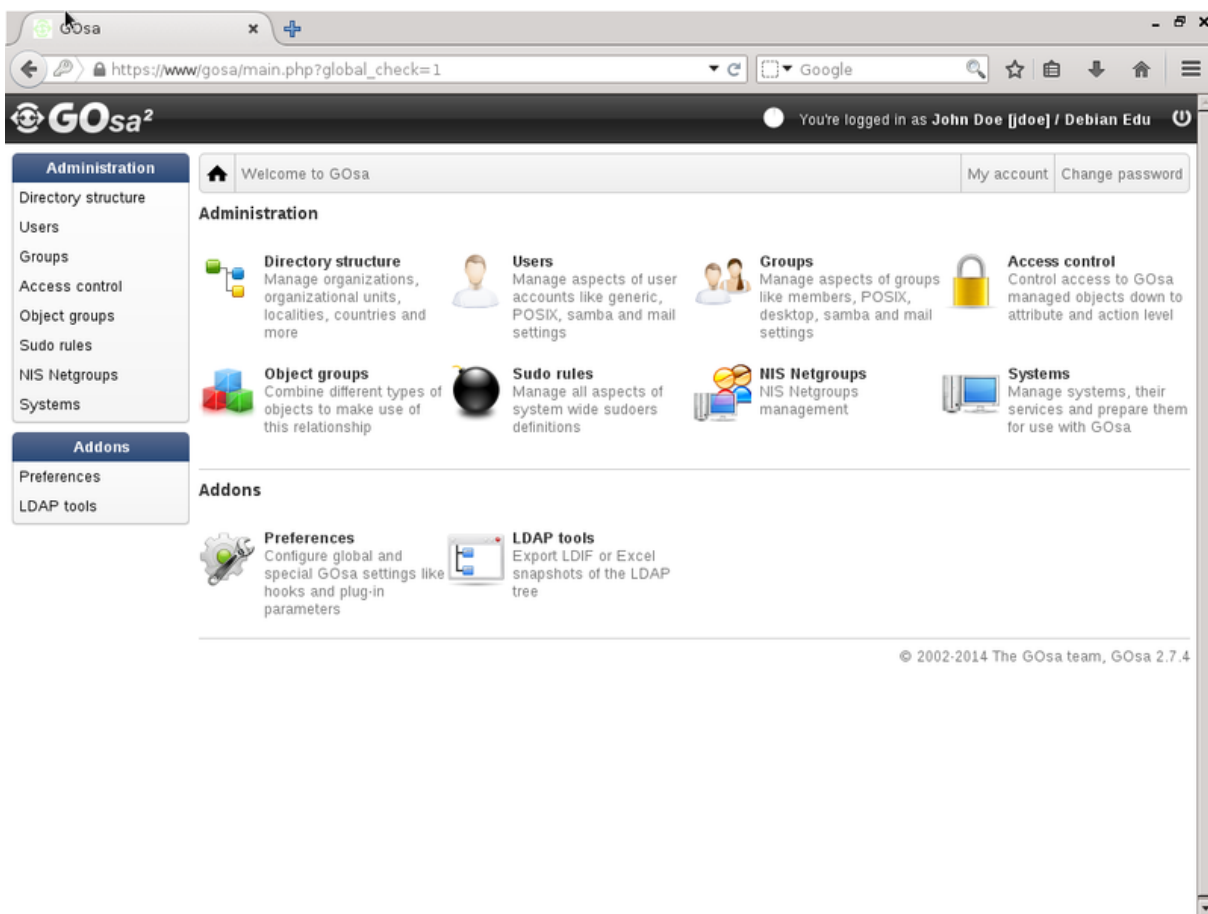 GOsa
https://www/gosa/main.php?global_check=1
Google
GOsa²
You're logged in as John Doe [jdoe] / Debian Edu
Administration
Directory structure
Users
Groups
Access control
Object groups
Sudo rules
NIS Netgroups
Systems
Addons
Preferences
LDAP tools
Welcome to GOsa
My account
Change password
Administration
Directory structure
Manage organizations,
organizational units,
localities, countries and
more
Users
Manage aspects of user
accounts like generic,
POSIX, samba and mail
settings
Groups
Manage aspects of groups
like members, POSIX,
desktop, samba and mail
settings
Access control
Control access to GOsa
managed objects down to
attribute and action level
Object groups
Combine different types of
objects to make use of
this relationship
Sudo rules
Manage all aspects of
system wide sudoers
definitions
NIS Netgroups
NIS Netgroups
management
Systems
Manage systems, their
services and prepare them
for use with GOsa
Addons
Preferences
Configure global and
special GOsa settings like
hooks and plug-in
parameters
LDAP tools
Export LDIF or Excel
snapshots of the LDAP
tree
© 2002-2014 The GOsa team, GOsa 2.7.4